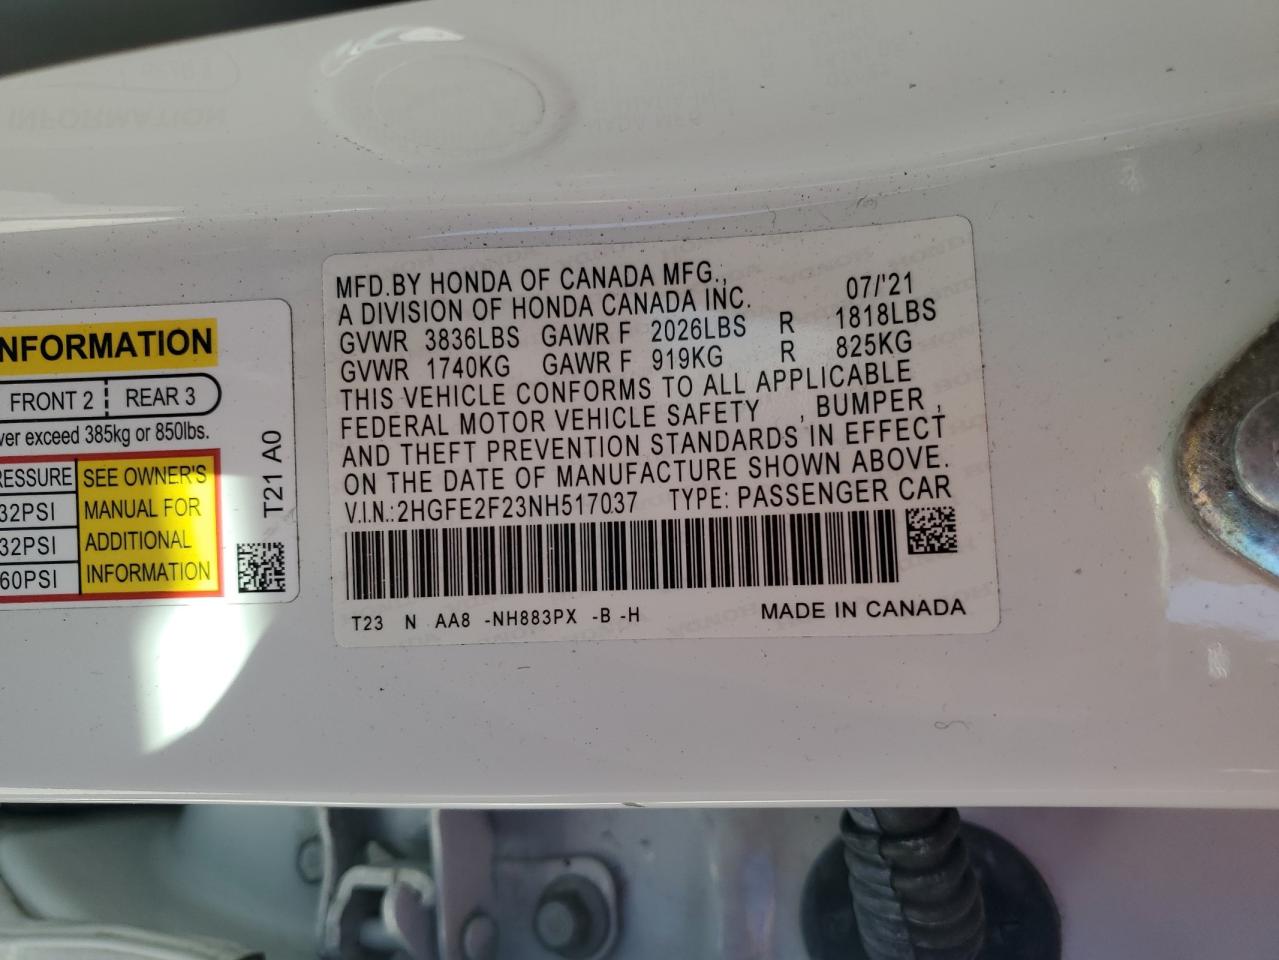 NFORMATION
FRONT 2 REAR 3
ver exceed 385kg or 850lbs.
RESSURE SEE OWNER'S
32PSI MANUAL FOR
32PSI ADDITIONAL
60PSI INFORMATION
T21 A0
MFD.BY HONDA OF CANADA MFG.,
A DIVISION OF HONDA CANADA INC. 07/'21
GVWR 3836LBS GAWR F 2026LBS R 1818LBS
GVWR 1740KG GAWR F 919KG R 825KG
THIS VEHICLE CONFORMS TO ALL APPLICABLE
FEDERAL MOTOR VEHICLE SAFETY , BUMPER ,
AND THEFT PREVENTION STANDARDS IN EFFECT
ON THE DATE OF MANUFACTURE SHOWN ABOVE.
V.I.N.:2HGFE2F23NH517037 TYPE: PASSENGER CAR
T23 N AA8 -NH883PX -B -H MADE IN CANADA